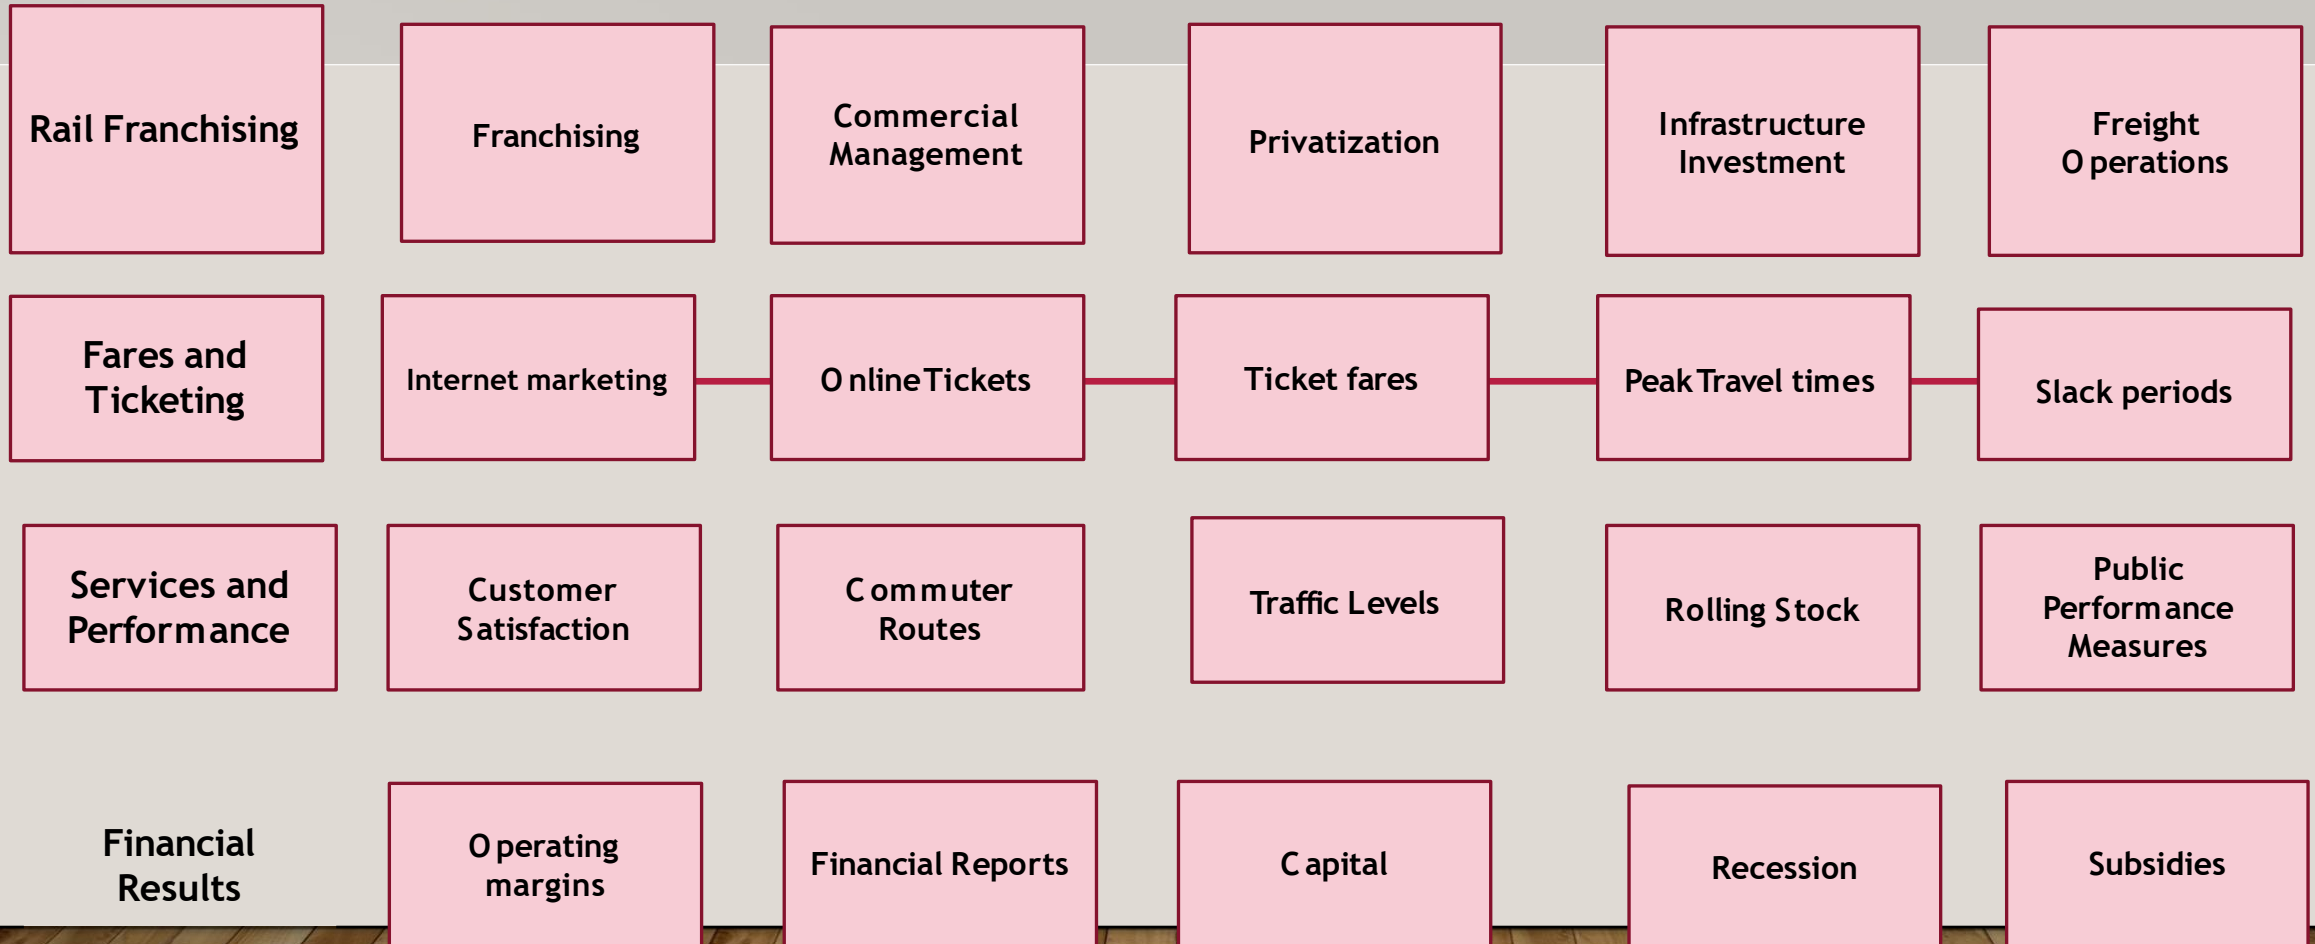 Rail Franchising
Franchising
Commercial
Management
Privatization
Infrastructure
Investment
Freight
Operations
Fares and
Ticketing
Internet marketing
Online Tickets
Ticket fares
Peak Travel times
Slack periods
Services and
Performance
Customer
Satisfaction
Commuter
Routes
Traffic Levels
Rolling Stock
Public
Performance
Measures
Financial
Results
Operating
margins
Financial Reports
Capital
Recession
Subsidies